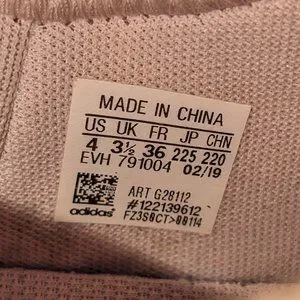 MADE IN CHINA
US UK FR JP CHN
4 3½ 36 225 220
EVH 791004 02/19
ART G28112
#122139612
adidas FZ3SBCT>00114